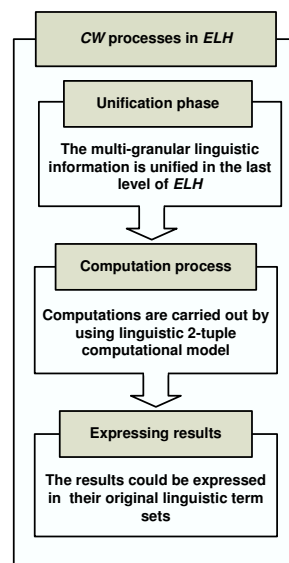 CW processes in ELH
Unification phase
The multi-granular linguistic
information is unified in the last
level of ELH
Computation process
Computations are carried out by
using linguistic 2-tuple
computational model
Expressing results
The results could be expressed
in their original linguistic term
sets